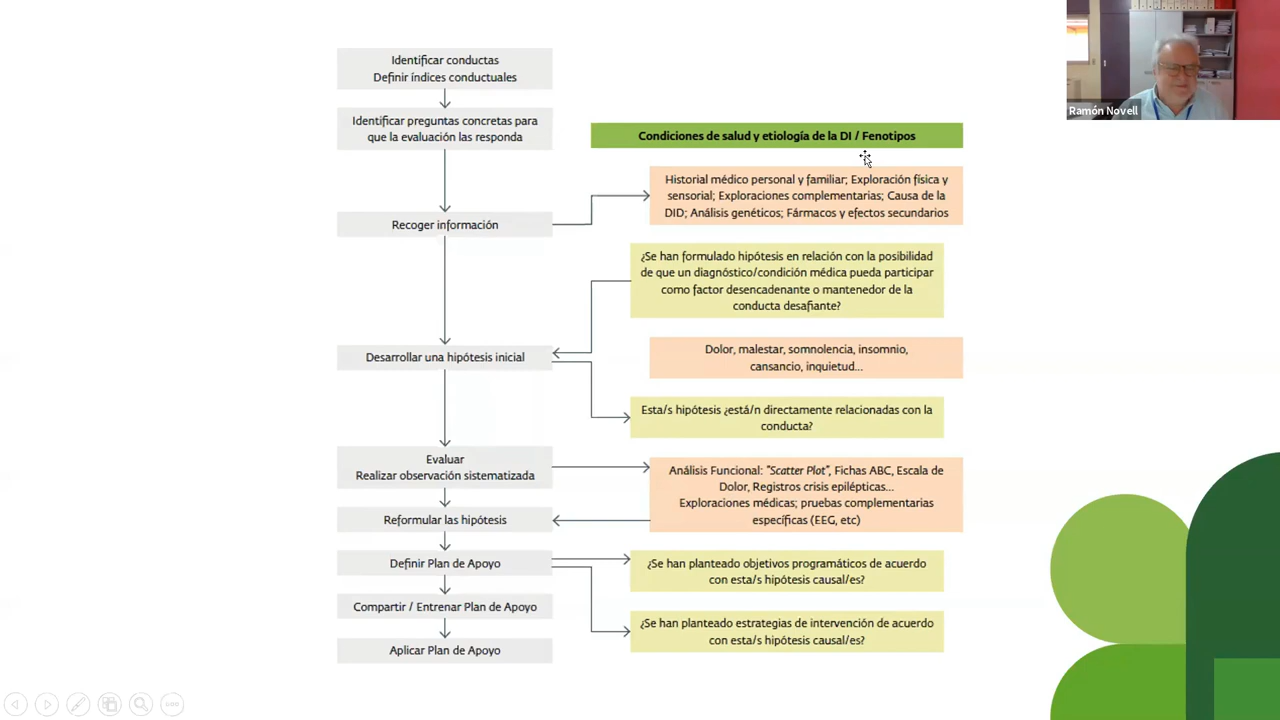 Identificar conductas
Definir índices conductuales
Identificar preguntas concretas para
que la evaluación las responda
Recoger información
Desarrollar una hipótesis inicial
Evaluar
Realizar observación sistematizada
Reformular las hipótesis
Definir Plan de Apoyo
Compartir / Entrenar Plan de Apoyo
Aplicar Plan de Apoyo
Condiciones de salud y etiología de la DI / Fenotipos
Historial médico personal y familiar; Exploración física y
sensorial; Exploraciones complementarias; Causa de la
DID; Análisis genéticos; Fármacos y efectos secundarios
¿Se han formulado hipótesis en relación con la posibilidad
de que un diagnóstico/condición médica pueda participar
como factor desencadenante o mantenedor de la
conducta desafiante?
Dolor, malestar, somnolencia, insomnio,
cansancio, inquietud...
Esta/s hipótesis ¿está/n directamente relacionadas con la
conducta?
Análisis Funcional: "Scatter Plot", Fichas ABC, Escala de
Dolor, Registros crisis epilépticas...
Exploraciones médicas; pruebas complementarias
específicas (EEG, etc)
¿Se han planteado objetivos programáticos de acuerdo
con esta/s hipótesis causal/es?
¿Se han planteado estrategias de intervención de acuerdo
con esta/s hipótesis causal/es?
Ramón Novell